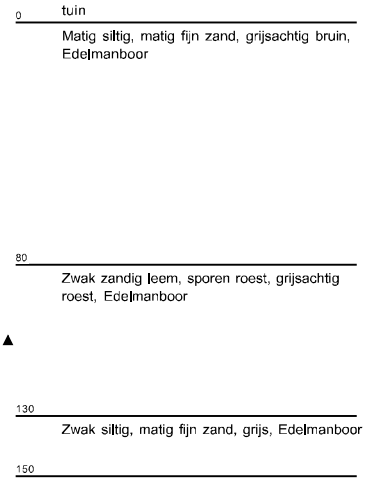 0 tuin
Matig siltig, matig fijn zand, grijsachtig bruin,
Edelmanboor
80
Zwak zandig leem, sporen roest, grijsachtig
roest, Edelmanboor
130
Zwak siltig, matig fijn zand, grijs, Edelmanboor
150